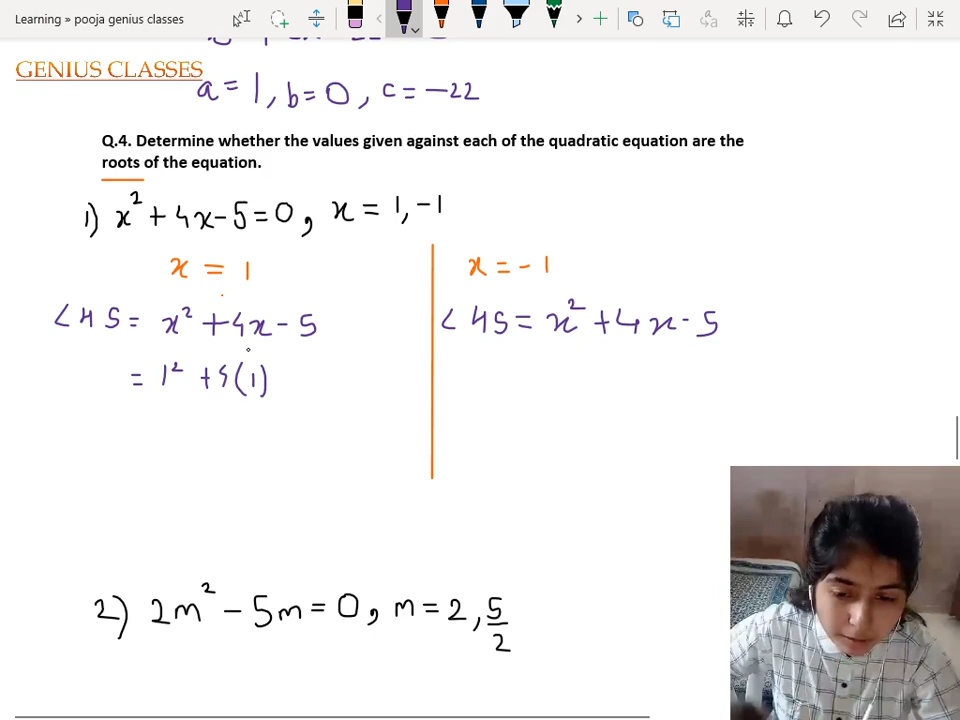 Learning » pooja genius classes
GENIUS CLASSES
a = 1, b = 0, c = -22
Q.4. Determine whether the values given against each of the quadratic equation are the
roots of the equation.
1) x² + 4x - 5 = 0, x = 1, -1
x = 1
LHS = x² + 4x - 5
= 1² + 4(1)
x = -1
LHS = x² + 4x - 5
2) 2m² - 5m = 0, m = 2, 5/2